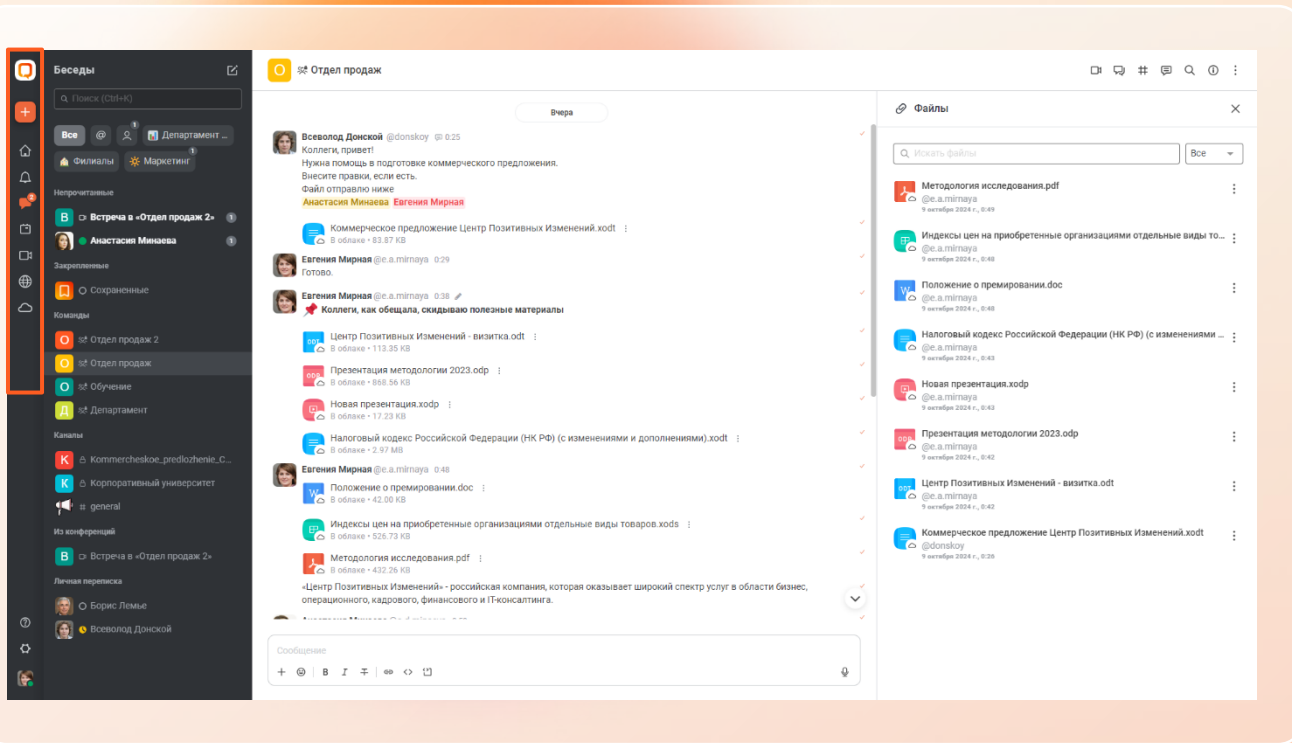 Беседы
Поиск (Ctrl+K)
Все @ 1 Департамент ...
Филиалы Маркетинг 1
Непрочитанные
2
В Встреча в «Отдел продаж 2» 1
Анастасия Минаева 1
Закрепленные
Сохраненные
Команды
О Отдел продаж 2
О Отдел продаж
О Обучение
Д Департамент
Каналы
K Kommercheskoe_predlozhenie_C...
К Корпоративный университет
# general
Из конференций
В Встреча в «Отдел продаж 2»
Личная переписка
Борис Лемье
Всеволод Донской
О Отдел продаж
Вчера
Всеволод Донской @donskoy 0:25
Коллеги, привет!
Нужна помощь в подготовке коммерческого предложения.
Внесите правки, если есть.
Файл отправлю ниже
Анастасия Минаева Евгения Мирная
Коммерческое предложение Центр Позитивных Изменений.xodt
В облаке • 83.87 KB
Евгения Мирная @e.a.mirnaya 0:29
Готово.
Евгения Мирная @e.a.mirnaya 0:38
Коллеги, как обещала, скидываю полезные материалы
Центр Позитивных Изменений - визитка.odt
В облаке • 113.35 KB
Презентация методологии 2023.odp
В облаке • 868.56 KB
Новая презентация.xodp
В облаке • 17.23 KB
Налоговый кодекс Российской Федерации (НК РФ) (с изменениями и дополнениями).xodt
В облаке • 2.97 MB
Евгения Мирная @e.a.mirnaya 0:48
Положение о премировании.doc
В облаке • 42.00 KB
Индексы цен на приобретенные организациями отдельные виды товаров.xods
В облаке • 526.73 KB
Методология исследования.pdf
В облаке • 432.26 KB
«Центр Позитивных Изменений» - российская компания, которая оказывает широкий спектр услуг в области бизнес,
операционного, кадрового, финансового и IT-консалтинга.
Сообщение
B I
Файлы
Искать файлы Все
Методология исследования.pdf
@e.a.mirnaya
9 октября 2024 г., 0:49
Индексы цен на приобретенные организациями отдельные виды то...
@e.a.mirnaya
9 октября 2024 г., 0:48
Положение о премировании.doc
@e.a.mirnaya
9 октября 2024 г., 0:48
Налоговый кодекс Российской Федерации (НК РФ) (с изменениями ...
@e.a.mirnaya
9 октября 2024 г., 0:43
Новая презентация.xodp
@e.a.mirnaya
9 октября 2024 г., 0:43
Презентация методологии 2023.odp
@e.a.mirnaya
9 октября 2024 г., 0:42
Центр Позитивных Изменений - визитка.odt
@e.a.mirnaya
9 октября 2024 г., 0:42
Коммерческое предложение Центр Позитивных Изменений.xodt
@donskoy
9 октября 2024 г., 0:26